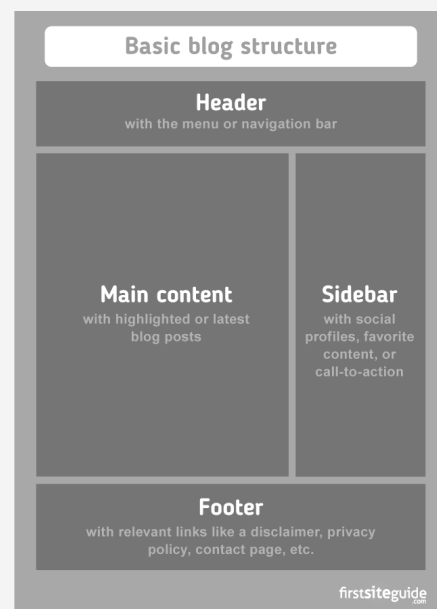 Basic blog structure
Header
with the menu or navigation bar
Main content
with highlighted or latest
blog posts
Sidebar
with social
profiles, favorite
content, or
call-to-action
Footer
with relevant links like a disclaimer, privacy
policy, contact page, etc.
firstsiteguide
.com